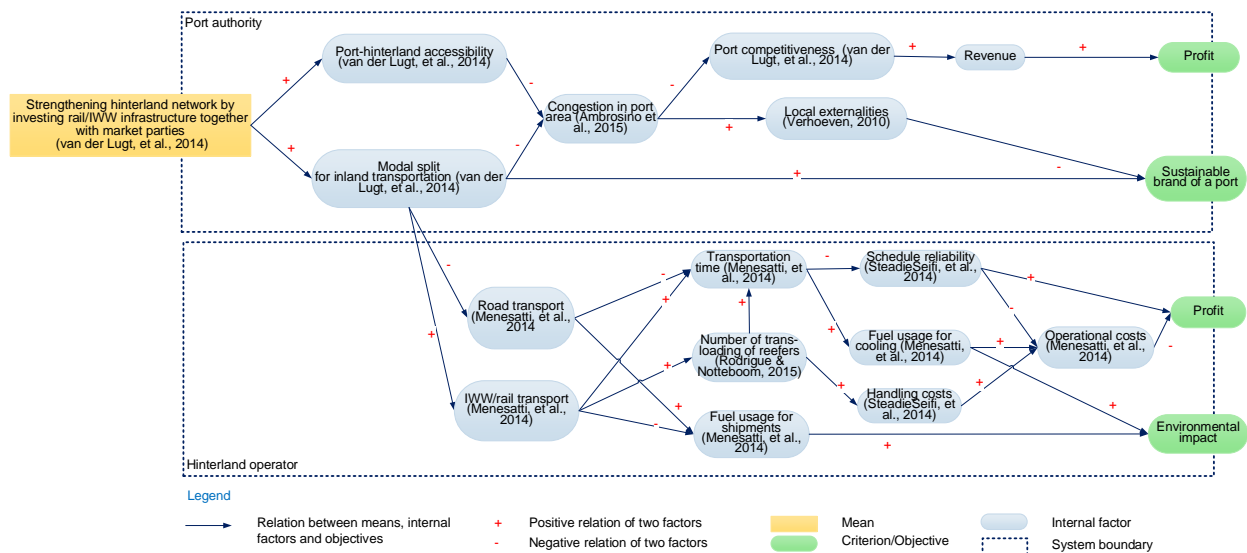 Port authority
Port-hinterland accessibility
(van der Lugt, et al., 2014)
Port competitiveness (van der
Lugt, et al., 2014)
+
Revenue
+
Profit
+
-
-
Strengthening hinterland network by
investing rail/IWW infrastructure together
with market parties
(van der Lugt, et al., 2014)
Congestion in port
area (Ambrosino et
al., 2015)
+
Local externalities
(Verhoeven, 2010)
+
-
Modal split
for inland transportation (van der
Lugt, et al., 2014)
+
-
Sustainable
brand of a port
Transportation
time (Menesatti, et al.,
2014)
-
Schedule reliability
(SteadieSeifi, et al.,
2014)
-
-
+
+
+
-
Road transport
(Menesatti, et al.,
2014
+
+
Profit
Number of trans-
loading of reefers
(Rodrigue &
Notteboom, 2015)
Fuel usage for
cooling (Menesatti,
et al., 2014)
+
Operational costs
(Menesatti, et al.,
2014)
-
+
+
+
+
IWW/rail transport
(Menesatti, et al.,
2014)
Handling costs
(SteadieSeifi, et
al., 2014)
+
+
-
Fuel usage for
shipments
(Menesatti, et al.,
2014)
+
Environmental
impact
Hinterland operator
Legend
Relation between means, internal
factors and objectives
+ Positive relation of two factors
- Negative relation of two factors
Mean
Criterion/Objective
Internal factor
System boundary